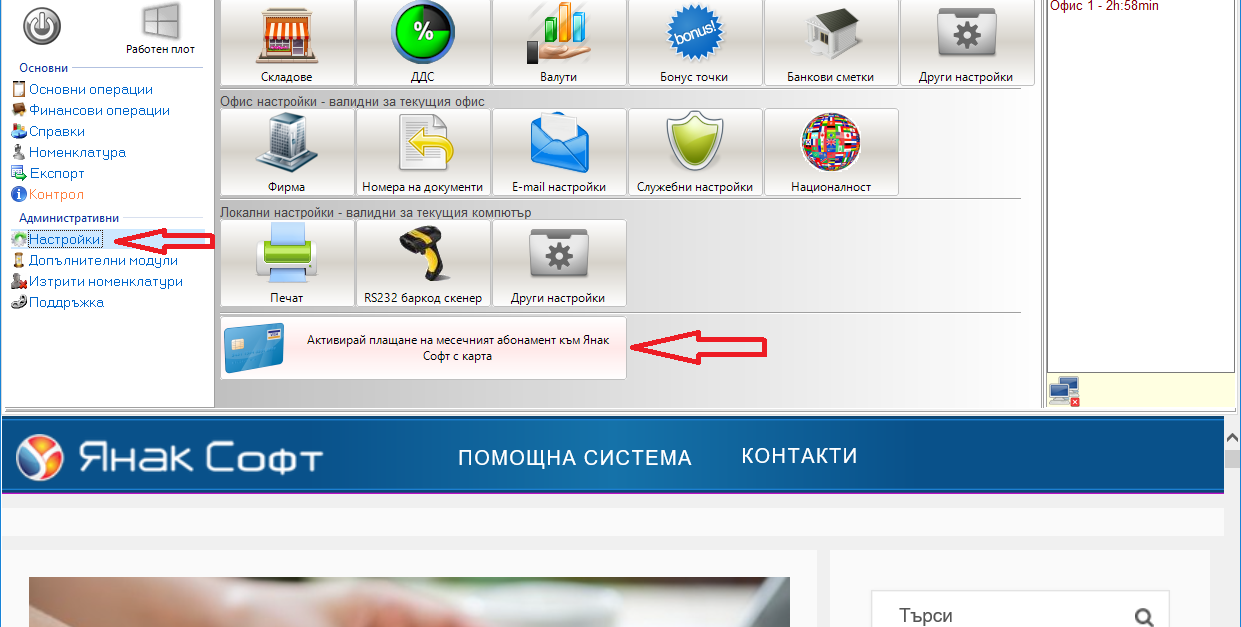 Работен плот
Основни
Основни операции
Финансови операции
Справки
Номенклатура
Експорт
Контрол
Административни
Настройки
Допълнителни модули
Изтрити номенклатури
Поддръжка
%
bonus!
Складове
ДДС
Валути
Бонус точки
Банкови сметки
Други настройки
Офис настройки - валидни за текущия офис
Фирма
Номера на документи
E-mail настройки
Служебни настройки
Националност
Локални настройки - валидни за текущия компютър
Печат
RS232 баркод скенер
Други настройки
Активирай плащане на месечният абонамент към Янак
Софт с карта
Офис 1 - 2h:58min
Янак Софт
ПОМОЩНА СИСТЕМА
КОНТАКТИ
Търси